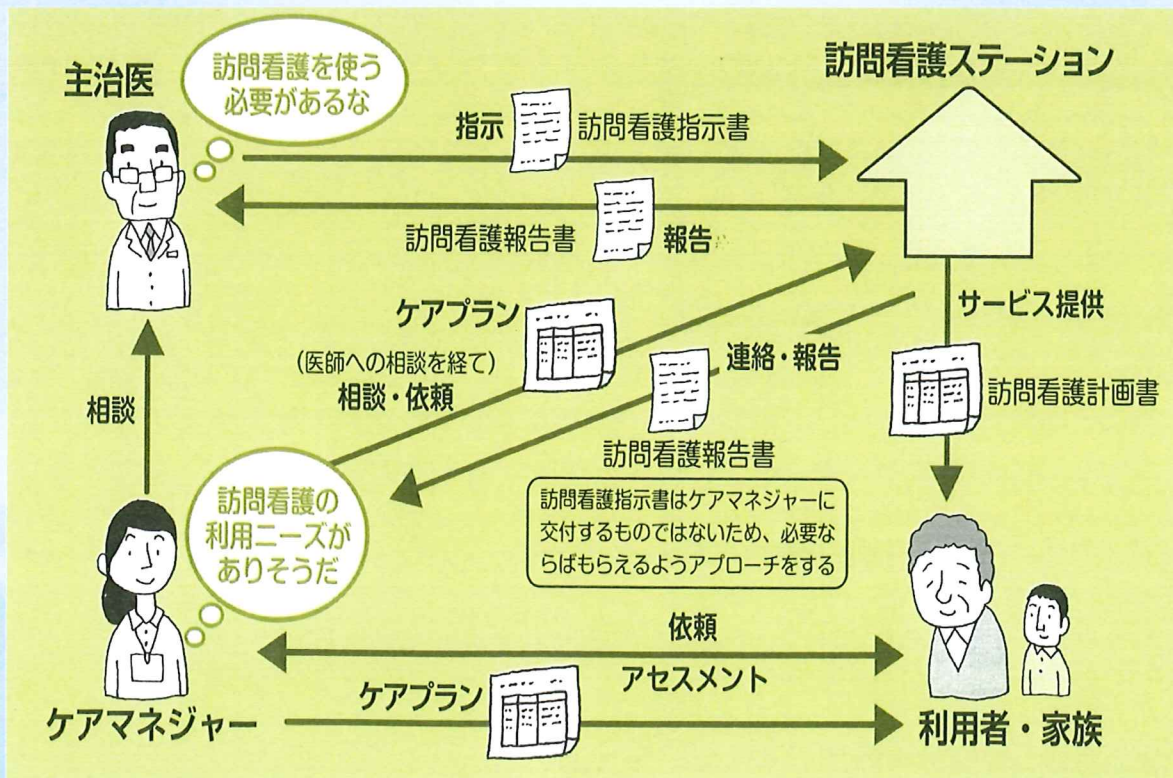 主治医
訪問看護を使う
必要があるな
訪問看護ステーション
指示
訪問看護指示書
訪問看護報告書
報告
ケアプラン
(医師への相談を経て)
相談・依頼
連絡・報告
訪問看護報告書
サービス提供
訪問看護計画書
相談
訪問看護の
利用ニーズが
ありそうだ
訪問看護指示書はケアマネジャーに
交付するものではないため、必要な
らばもらえるようアプローチをする
依頼
アセスメント
ケアプラン
ケアマネジャー
利用者・家族